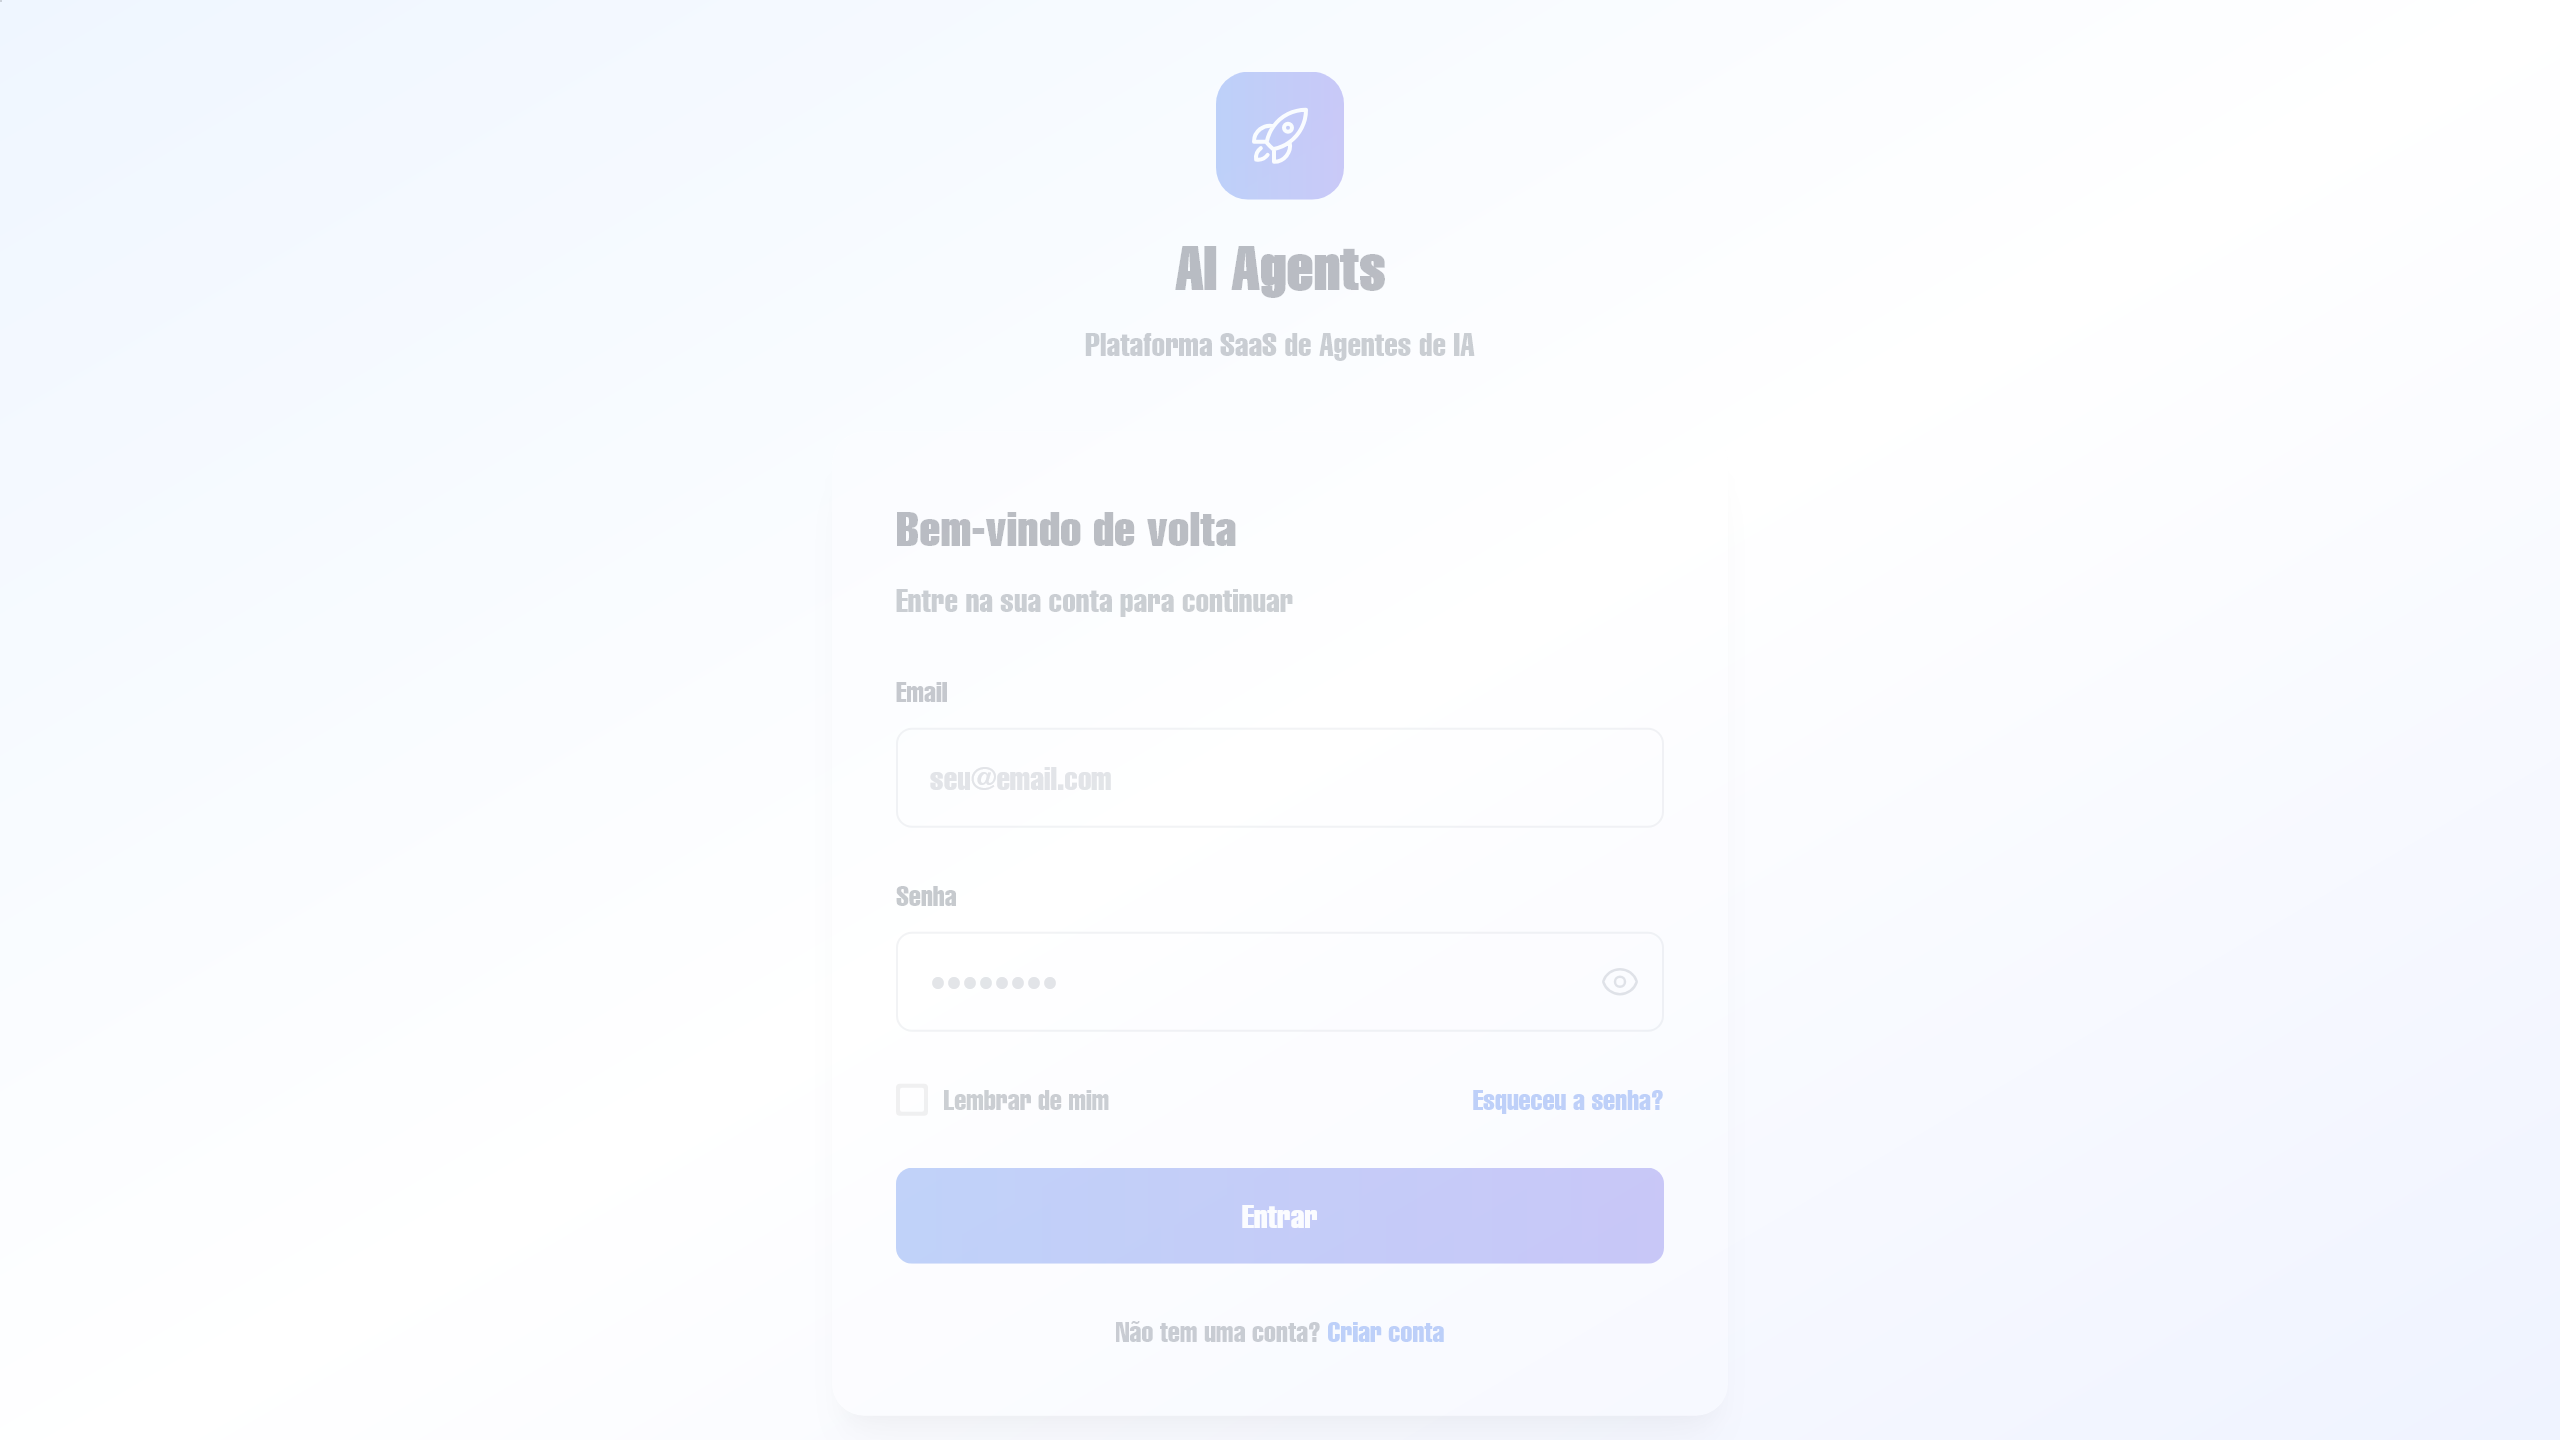 AI Agents
Plataforma SaaS de Agentes de IA
Bem-vindo de volta
Entre na sua conta para continuar
Email
seu@email.com
Senha
••••••••
Lembrar de mim
Esqueceu a senha?
Entrar
Não tem uma conta? Criar conta